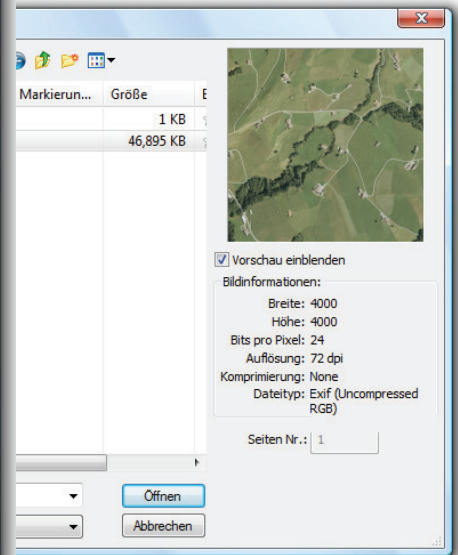 Markierun... Größe
1 KB
46,895 KB
Vorschau einblenden
Bildinformationen:
Breite: 4000
Höhe: 4000
Bits pro Pixel: 24
Auflösung: 72 dpi
Komprimierung: None
Dateityp: Exif (Uncompressed
RGB)
Seiten Nr.: 1
Öffnen
Abbrechen